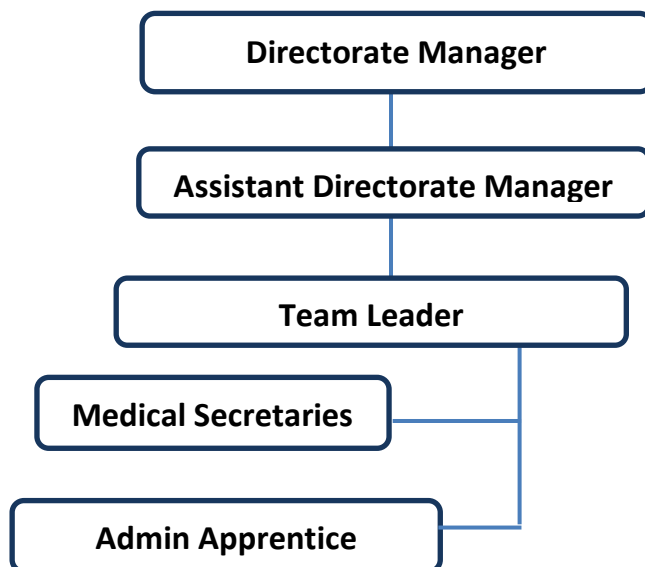 Directorate Manager
Assistant Directorate Manager
Team Leader
Medical Secretaries
Admin Apprentice